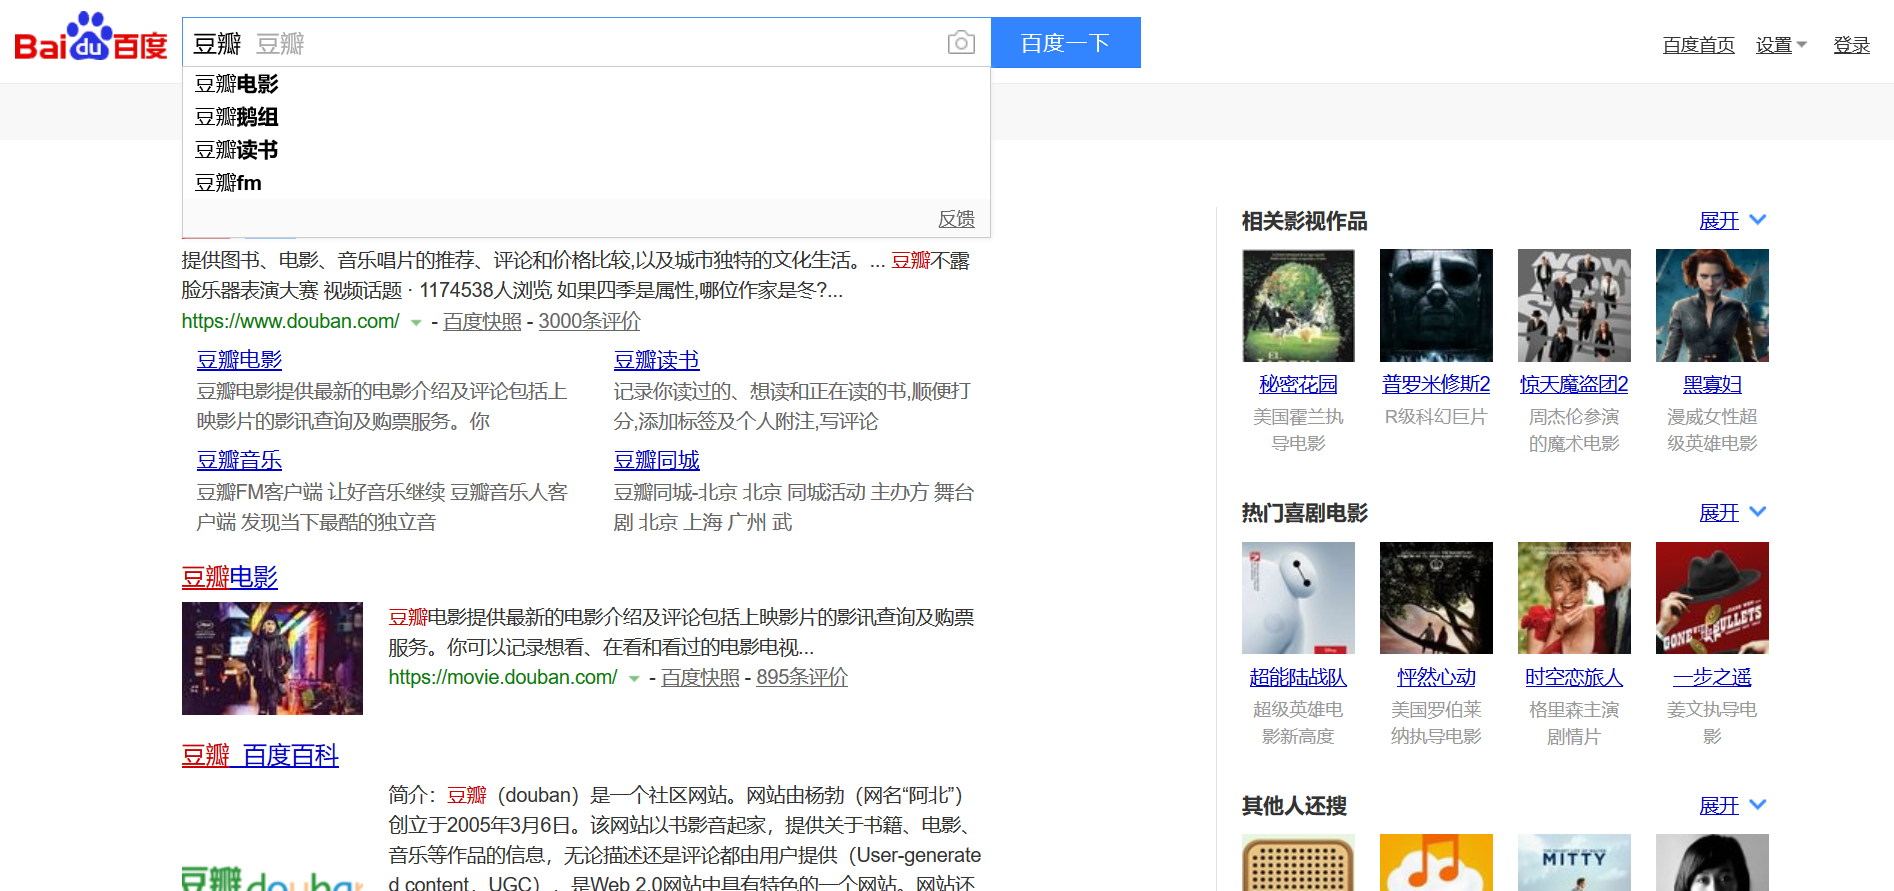 Bai du 百度
豆瓣 豆瓣
百度一下
百度首页 设置 登录
豆瓣电影
豆瓣鹅组
豆瓣读书
豆瓣fm
反馈
提供图书、电影、音乐唱片的推荐、评论和价格比较,以及城市独特的文化生活。... 豆瓣不露
脸乐器表演大赛 视频话题 · 1174538人浏览 如果四季是属性,哪位作家是冬?...
https://www.douban.com/ - 百度快照 - 3000条评价
豆瓣电影
豆瓣电影提供最新的电影介绍及评论包括上
映影片的影讯查询及购票服务。你
豆瓣读书
记录你读过的、想读和正在读的书,顺便打
分,添加标签及个人附注,写评论
豆瓣音乐
豆瓣FM客户端 让好音乐继续 豆瓣音乐人客
户端 发现当下最酷的独立音
豆瓣同城
豆瓣同城-北京 北京 同城活动 主办方 舞台
剧 北京 上海 广州 武
豆瓣电影
豆瓣电影提供最新的电影介绍及评论包括上映影片的影讯查询及购票
服务。你可以记录想看、在看和看过的电影电视...
https://movie.douban.com/ - 百度快照 - 895条评价
豆瓣_百度百科
简介：豆瓣（douban）是一个社区网站。网站由杨勃（网名“阿北”）
创立于2005年3月6日。该网站以书影音起家，提供关于书籍、电影、
音乐等作品的信息，无论描述还是评论都由用户提供（User-generate
d content，UGC），是Web 2.0网站中具有特色的一个网站。网站还
豆瓣 douban
相关影视作品 展开
秘密花园
美国霍兰执
导电影
普罗米修斯2
R级科幻巨片
惊天魔盗团2
周杰伦参演
的魔术电影
黑寡妇
漫威女性超
级英雄电影
热门喜剧电影 展开
GONE WITH THE BULLETS
超能陆战队
超级英雄电
影新高度
怦然心动
美国罗伯莱
纳执导电影
时空恋旅人
格里森主演
剧情片
一步之遥
姜文执导电
影
其他人还搜 展开
MITTY